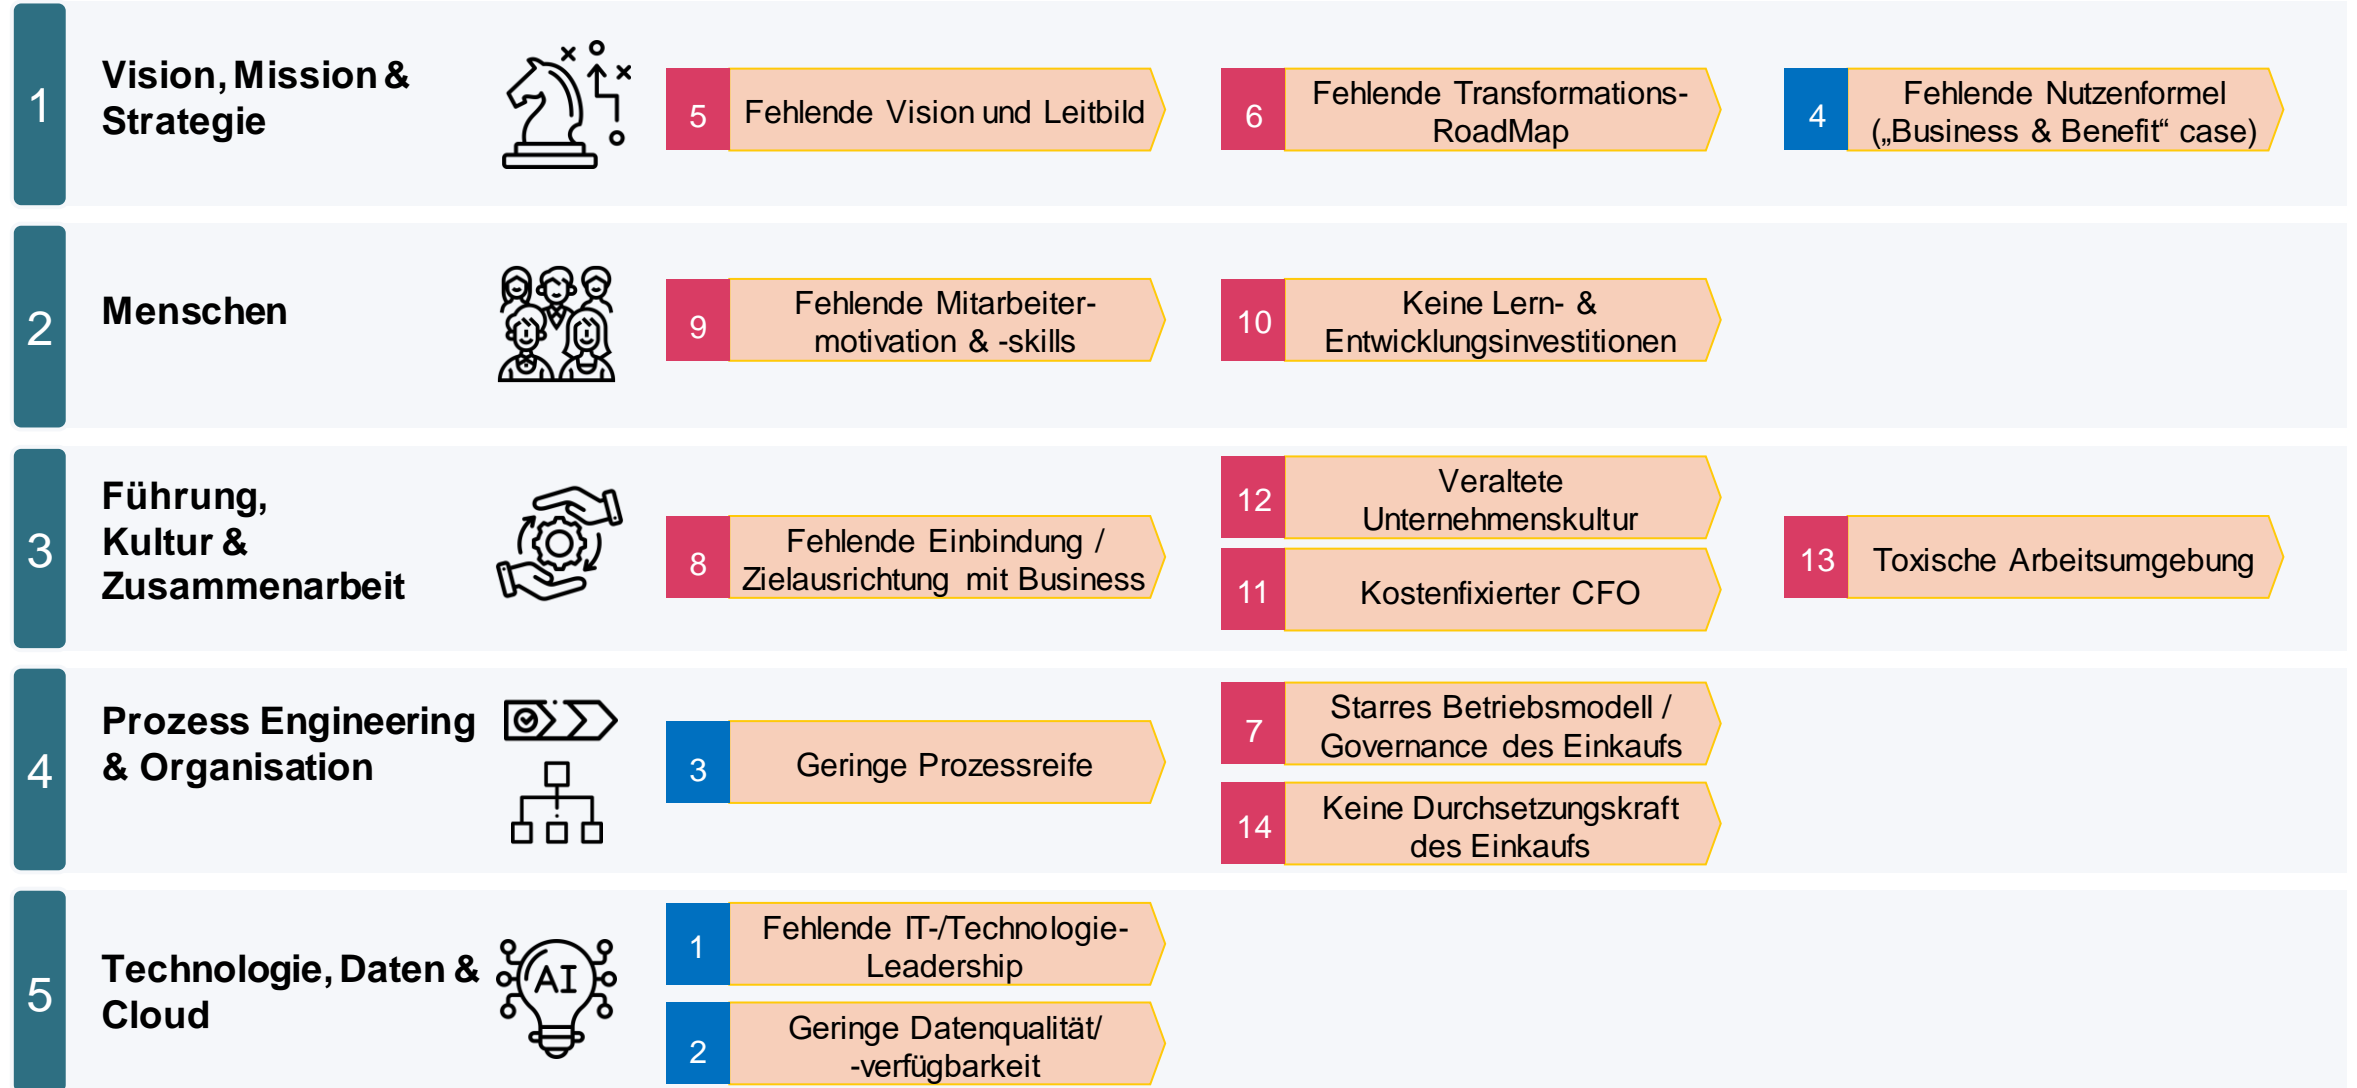 1
Vision, Mission &
Strategie
5
Fehlende Vision und Leitbild
6
Fehlende Transformations-
RoadMap
4
Fehlende Nutzenformel
(„Business & Benefit“ case)
2
Menschen
9
Fehlende Mitarbeiter-
motivation & -skills
10
Keine Lern- &
Entwicklungsinvestitionen
3
Führung,
Kultur &
Zusammenarbeit
8
Fehlende Einbindung /
Zielausrichtung mit Business
12
Veraltete
Unternehmenskultur
11
Kostenfixierter CFO
13
Toxische Arbeitsumgebung
4
Prozess Engineering
& Organisation
3
Geringe Prozessreife
7
Starres Betriebsmodell /
Governance des Einkaufs
14
Keine Durchsetzungskraft
des Einkaufs
5
Technologie, Daten &
Cloud
AI
1
Fehlende IT-/Technologie-
Leadership
2
Geringe Datenqualität/
-verfügbarkeit